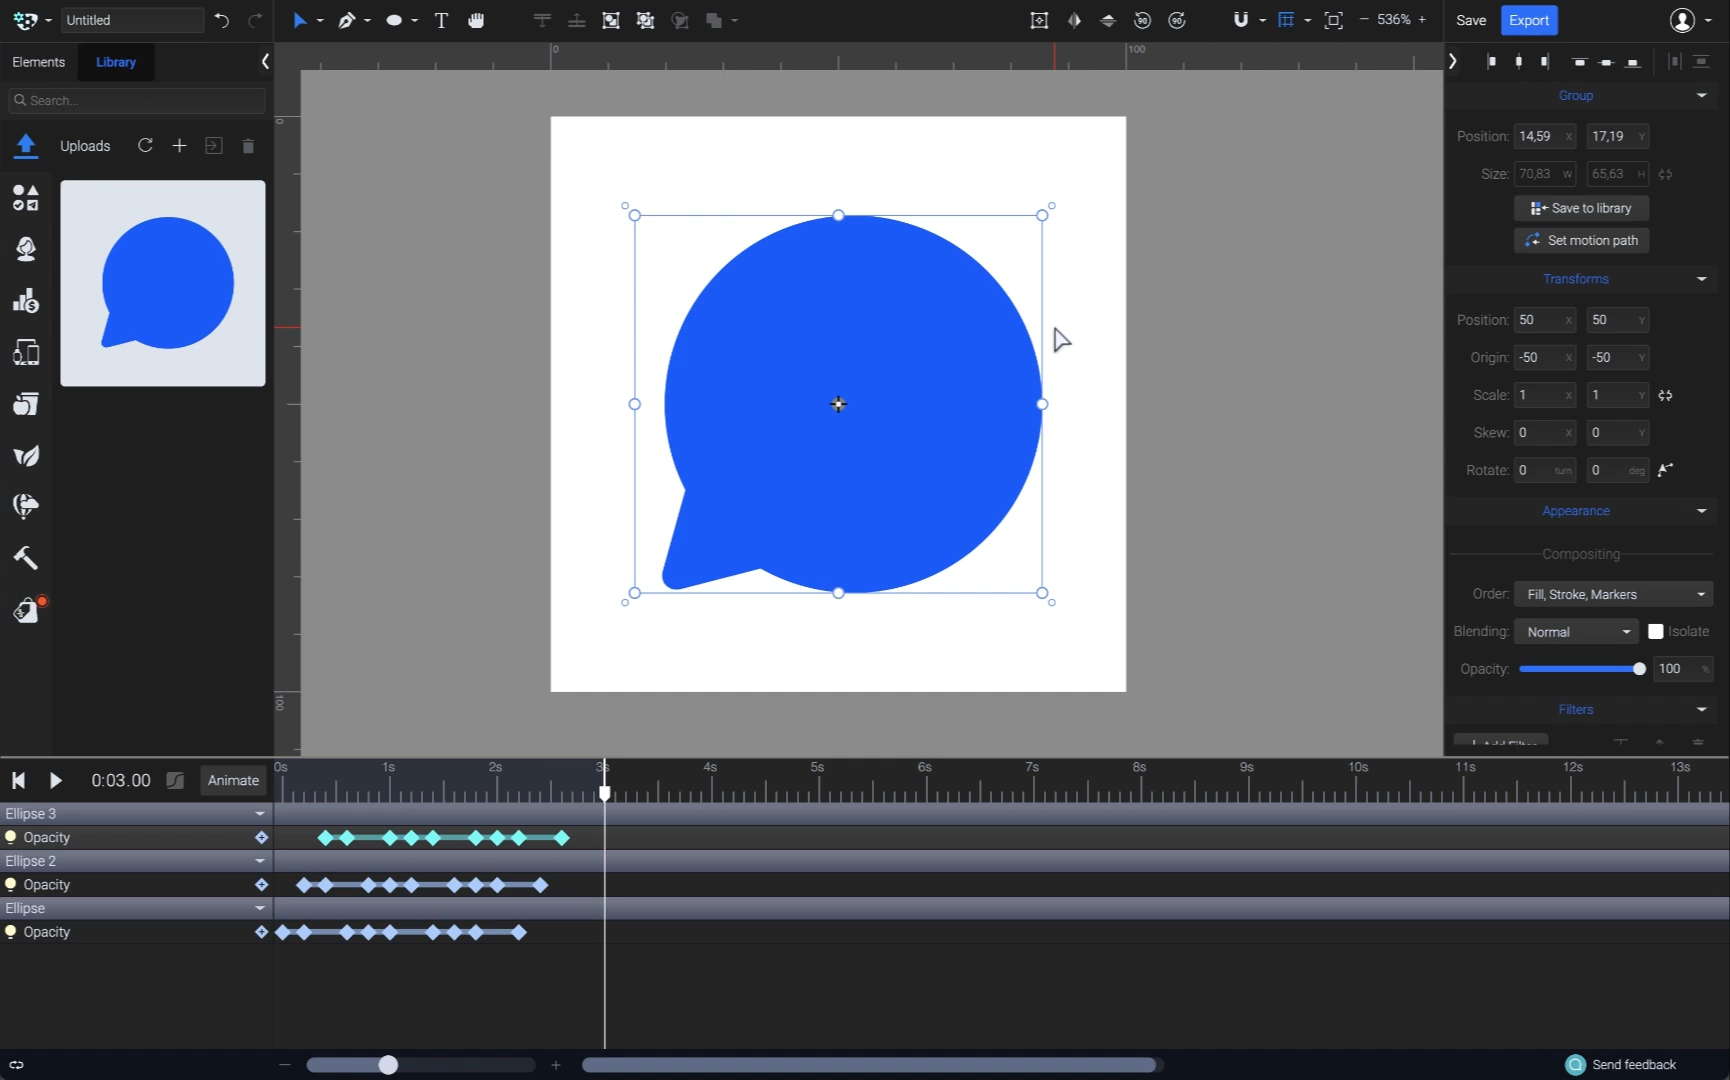 Untitled
536%
Save
Export
Elements
Library
Search...
Uploads
0
100
0
100
Group
Position: 14,59 X 17,19 Y
Size: 70,83 W 65,63 H
Save to library
Set motion path
Transforms
Position: 50 X 50 Y
Origin: -50 X -50 Y
Scale: 1 X 1 Y
Skew: 0 X 0 Y
Rotate: 0 turn 0 deg
Appearance
Compositing
Order: Fill, Stroke, Markers
Blending: Normal Isolate
Opacity: 100 %
Filters
+ Add Filter
0:03.00
Animate
0s 1s 2s 3s 4s 5s 6s 7s 8s 9s 10s 11s 12s 13s
Ellipse 3
Opacity
Ellipse 2
Opacity
Ellipse
Opacity
Send feedback